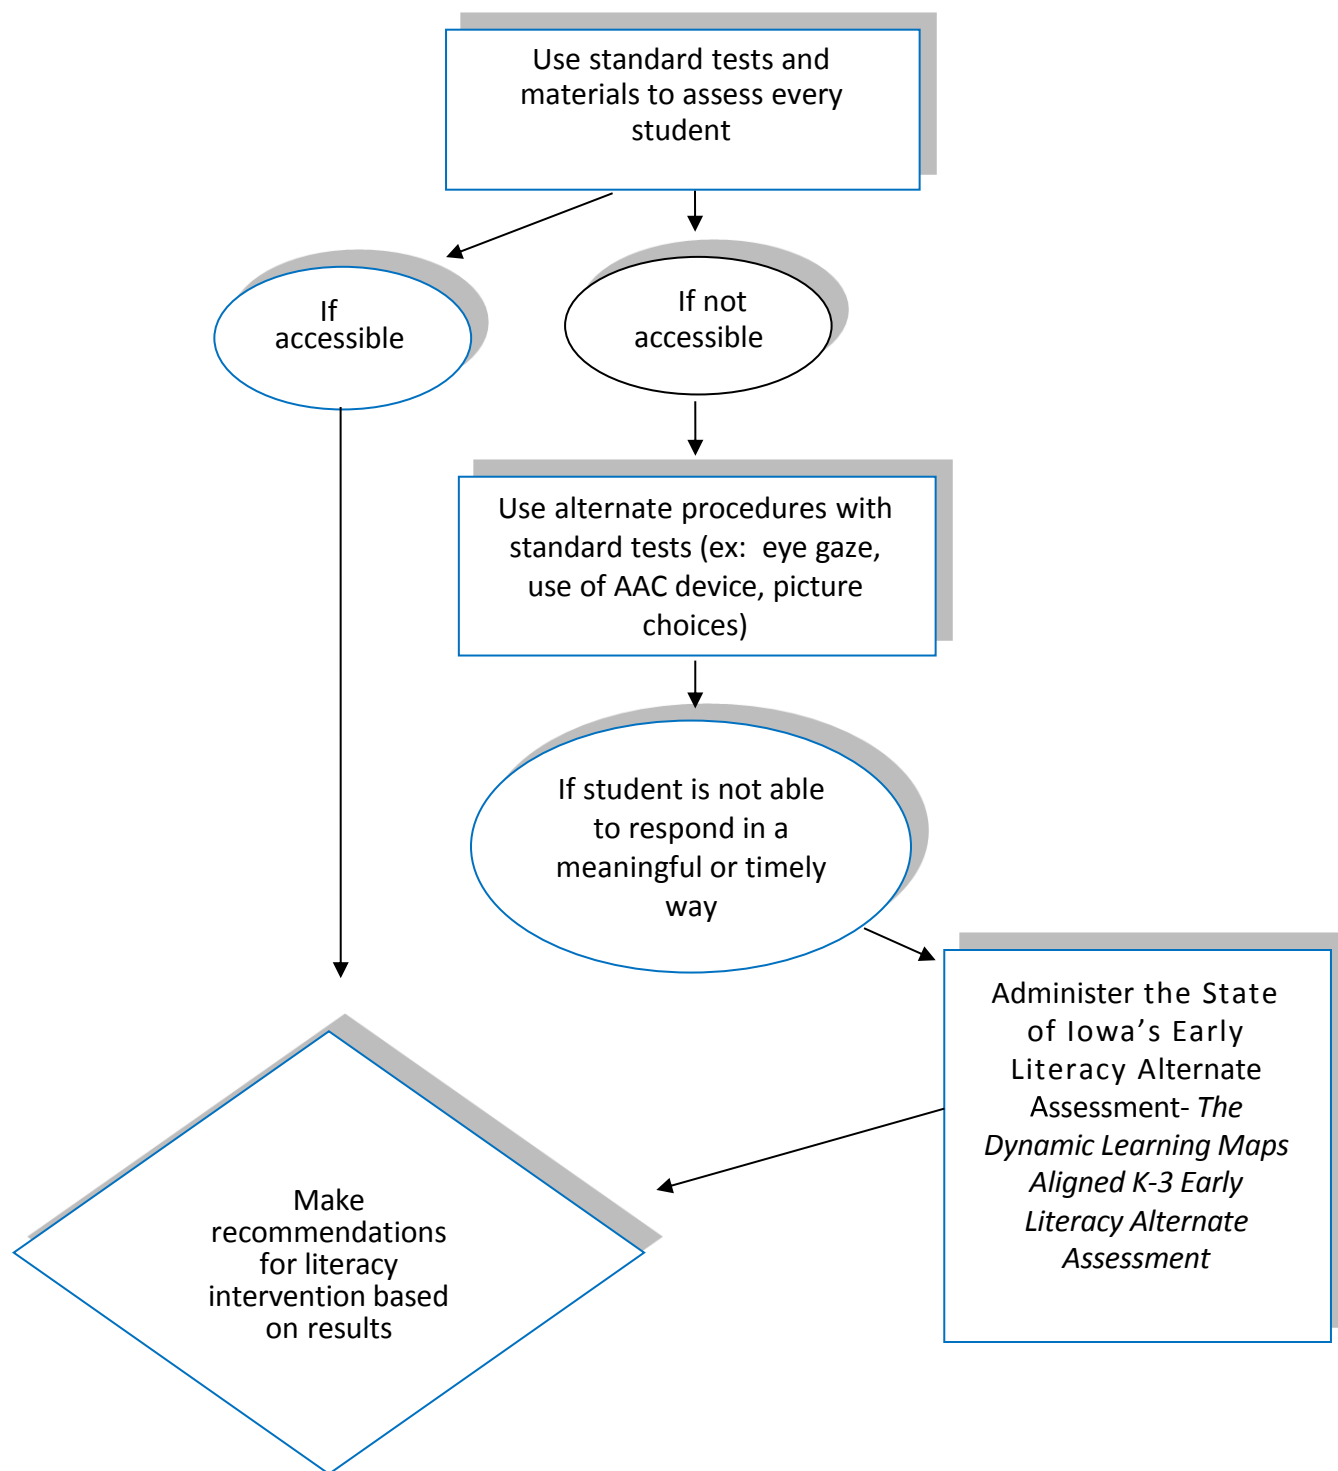 Use standard tests and
materials to assess every
student
If
accessible
If not
accessible
Use alternate procedures with
standard tests (ex:  eye gaze,
use of AAC device, picture
choices)
If student is not able
to respond in a
meaningful or timely
way
Administer the State
of Iowa’s Early
Literacy Alternate
Assessment- The
Dynamic Learning Maps
Aligned K-3 Early
Literacy Alternate
Assessment
Make
recommendations
for literacy
intervention based
on results